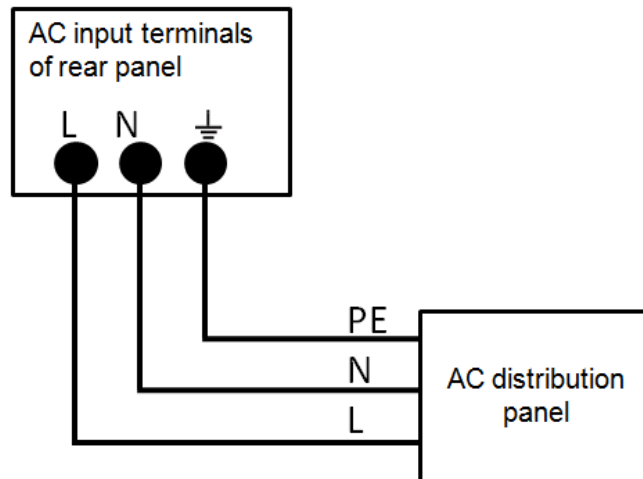 AC input terminals
of rear panel
L N
PE
N
AC distribution
panel
L